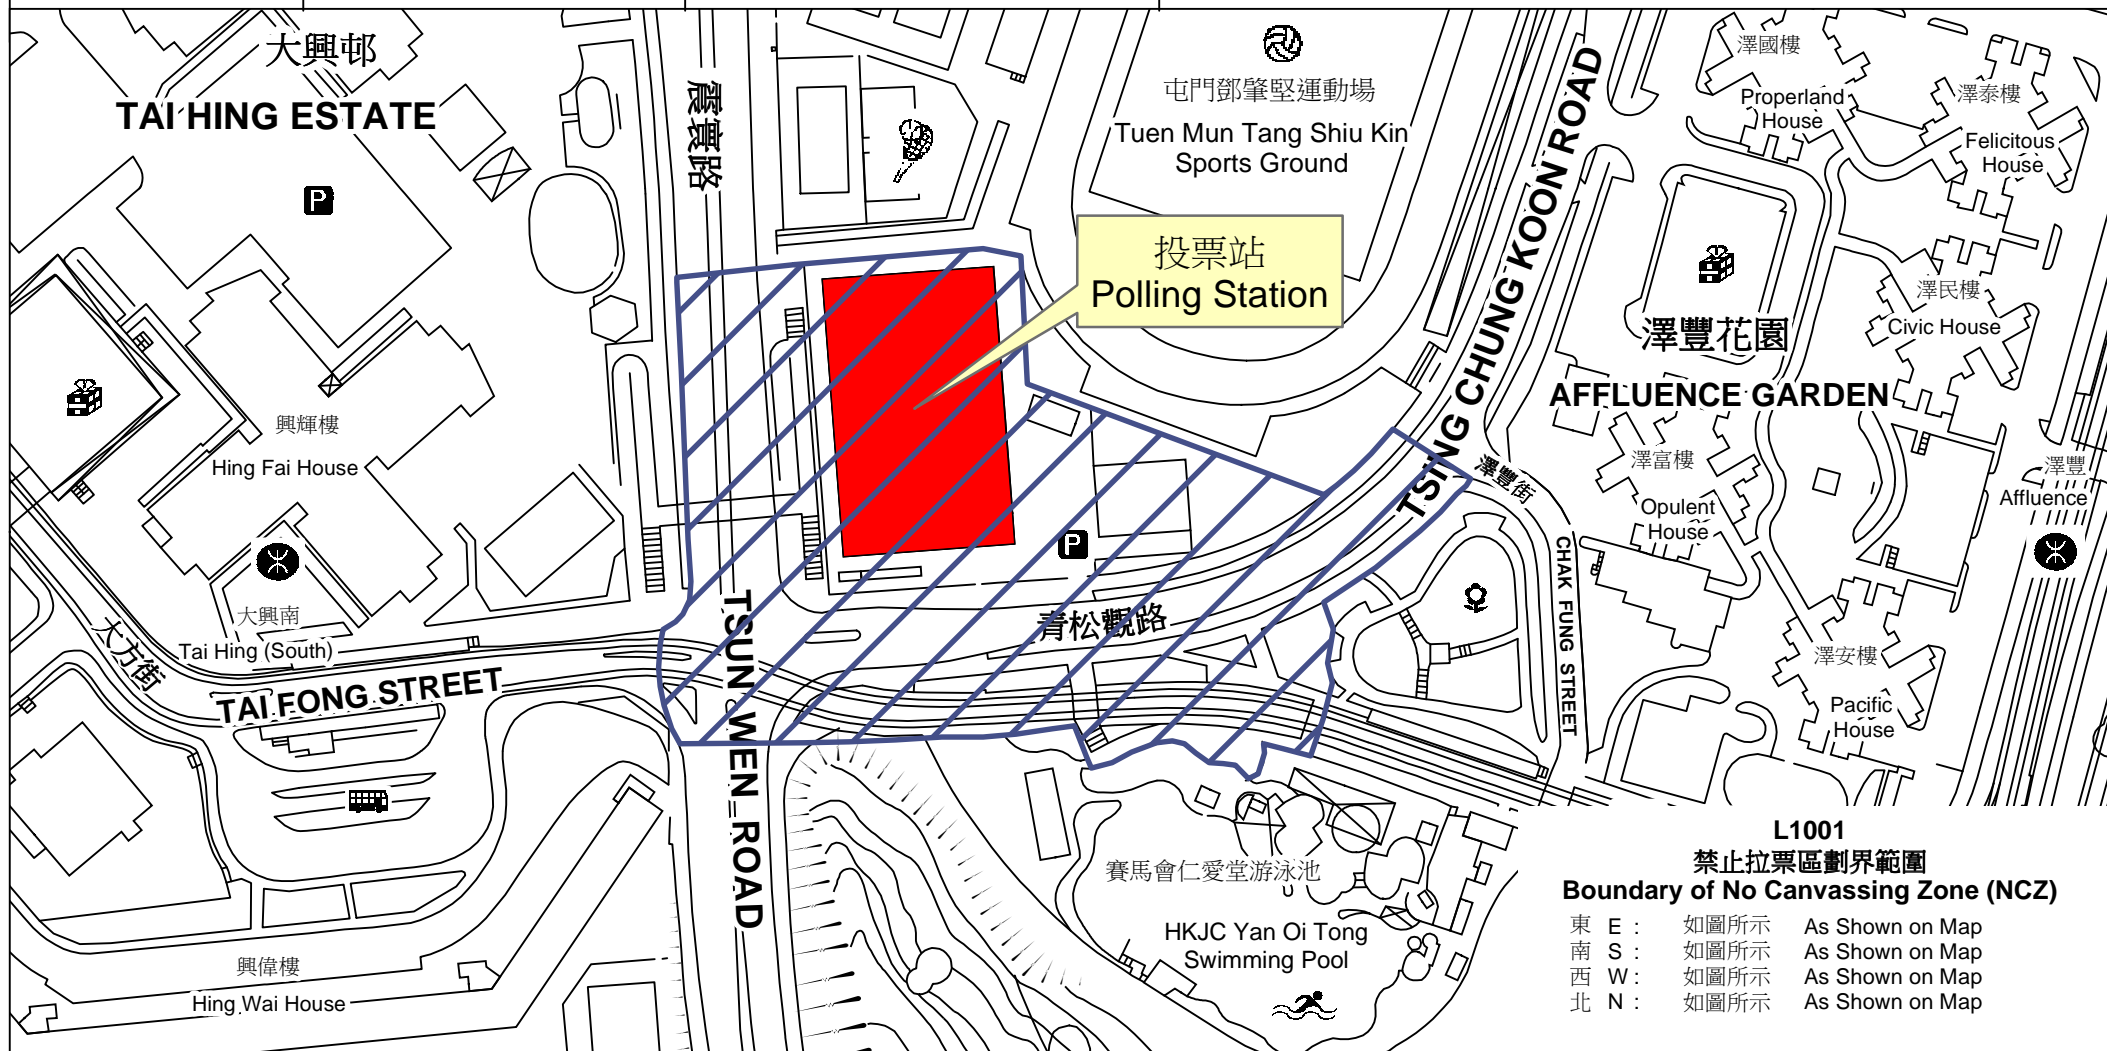 大興邨
TAI HING ESTATE
P
震寰路
屯門鄧肇堅運動場
Tuen Mun Tang Shiu Kin
Sports Ground
TSING CHUNG KOON ROAD
澤國樓
Properland
House
澤泰樓
Felicitous
House
投票站
Polling Station
澤民樓
Civic House
澤豐花園
AFFLUENCE GARDEN
興輝樓
Hing Fai House
澤富樓
Opulent
House
澤豐街
CHAK FUNG STREET
澤豐
Affluence
P
大興南
Tai Hing (South)
大方街
TAI FONG STREET
青松觀路
TSUN WEN ROAD
澤安樓
Pacific
House
賽馬會仁愛堂游泳池
HKJC Yan Oi Tong
Swimming Pool
興偉樓
Hing Wai House
L1001
禁止拉票區劃界範圍
Boundary of No Canvassing Zone (NCZ)
東 E : 如圖所示 As Shown on Map
南 S : 如圖所示 As Shown on Map
西 W : 如圖所示 As Shown on Map
北 N : 如圖所示 As Shown on Map